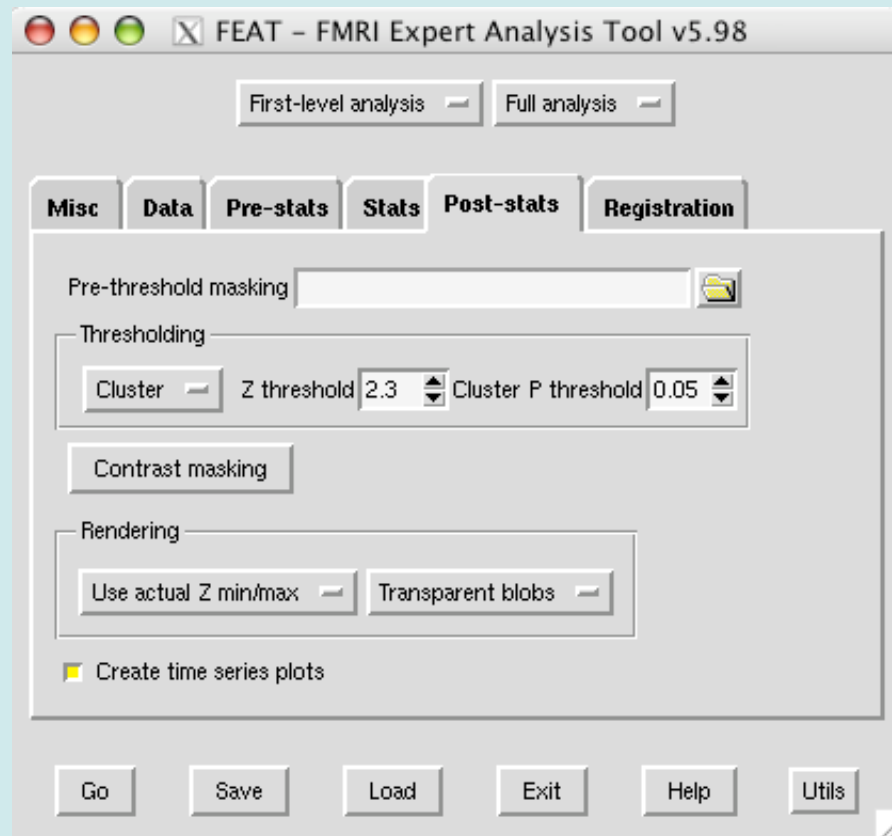 FEAT - FMRI Expert Analysis Tool v5.98
First-level analysis Full analysis
Misc Data Pre-stats Stats Post-stats Registration
Pre-threshold masking
Thresholding
Cluster Z threshold 2.3 Cluster P threshold 0.05
Contrast masking
Rendering
Use actual Z min/max Transparent blobs
Create time series plots
Go Save Load Exit Help Utils